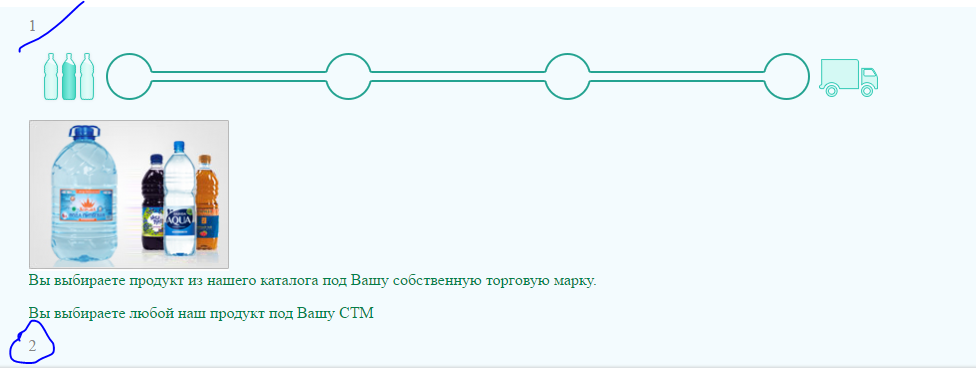 1
AQUA
Вы выбираете продукт из нашего каталога под Вашу собственную торговую марку.
Вы выбираете любой наш продукт под Вашу СТМ
2